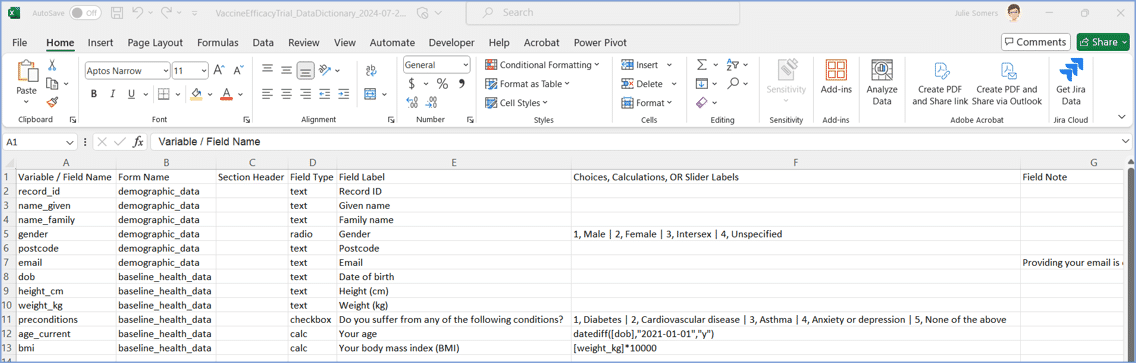 AutoSave Off VaccineEfficacyTrial_DataDictionary_2024-07-2... Search Julie Somers
File Home Insert Page Layout Formulas Data Review View Automate Developer Help Acrobat Power Pivot Comments Share
Paste Aptos Narrow 11 General Conditional Formatting Insert Sensitivity Add-ins Analyze Data Create PDF and Share link Create PDF and Share via Outlook Get Jira Data
B I U A $ % , Format as Table Delete
Cell Styles Format
Clipboard Font Alignment Number Styles Cells Editing Sensitivity Add-ins Adobe Acrobat Jira Cloud
A1 fx Variable / Field Name
A B C D E F G
1 Variable / Field Name Form Name Section Header Field Type Field Label Choices, Calculations, OR Slider Labels Field Note
2 record_id demographic_data text Record ID
3 name_given demographic_data text Given name
4 name_family demographic_data text Family name
5 gender demographic_data radio Gender 1, Male | 2, Female | 3, Intersex | 4, Unspecified
6 postcode demographic_data text Postcode
7 email demographic_data text Email Providing your email is
8 dob baseline_health_data text Date of birth
9 height_cm baseline_health_data text Height (cm)
10 weight_kg baseline_health_data text Weight (kg)
11 preconditions baseline_health_data checkbox Do you suffer from any of the following conditions? 1, Diabetes | 2, Cardiovascular disease | 3, Asthma | 4, Anxiety or depression | 5, None of the above
12 age_current baseline_health_data calc Your age datediff([dob],"2021-01-01","y")
13 bmi baseline_health_data calc Your body mass index (BMI) [weight_kg]*10000